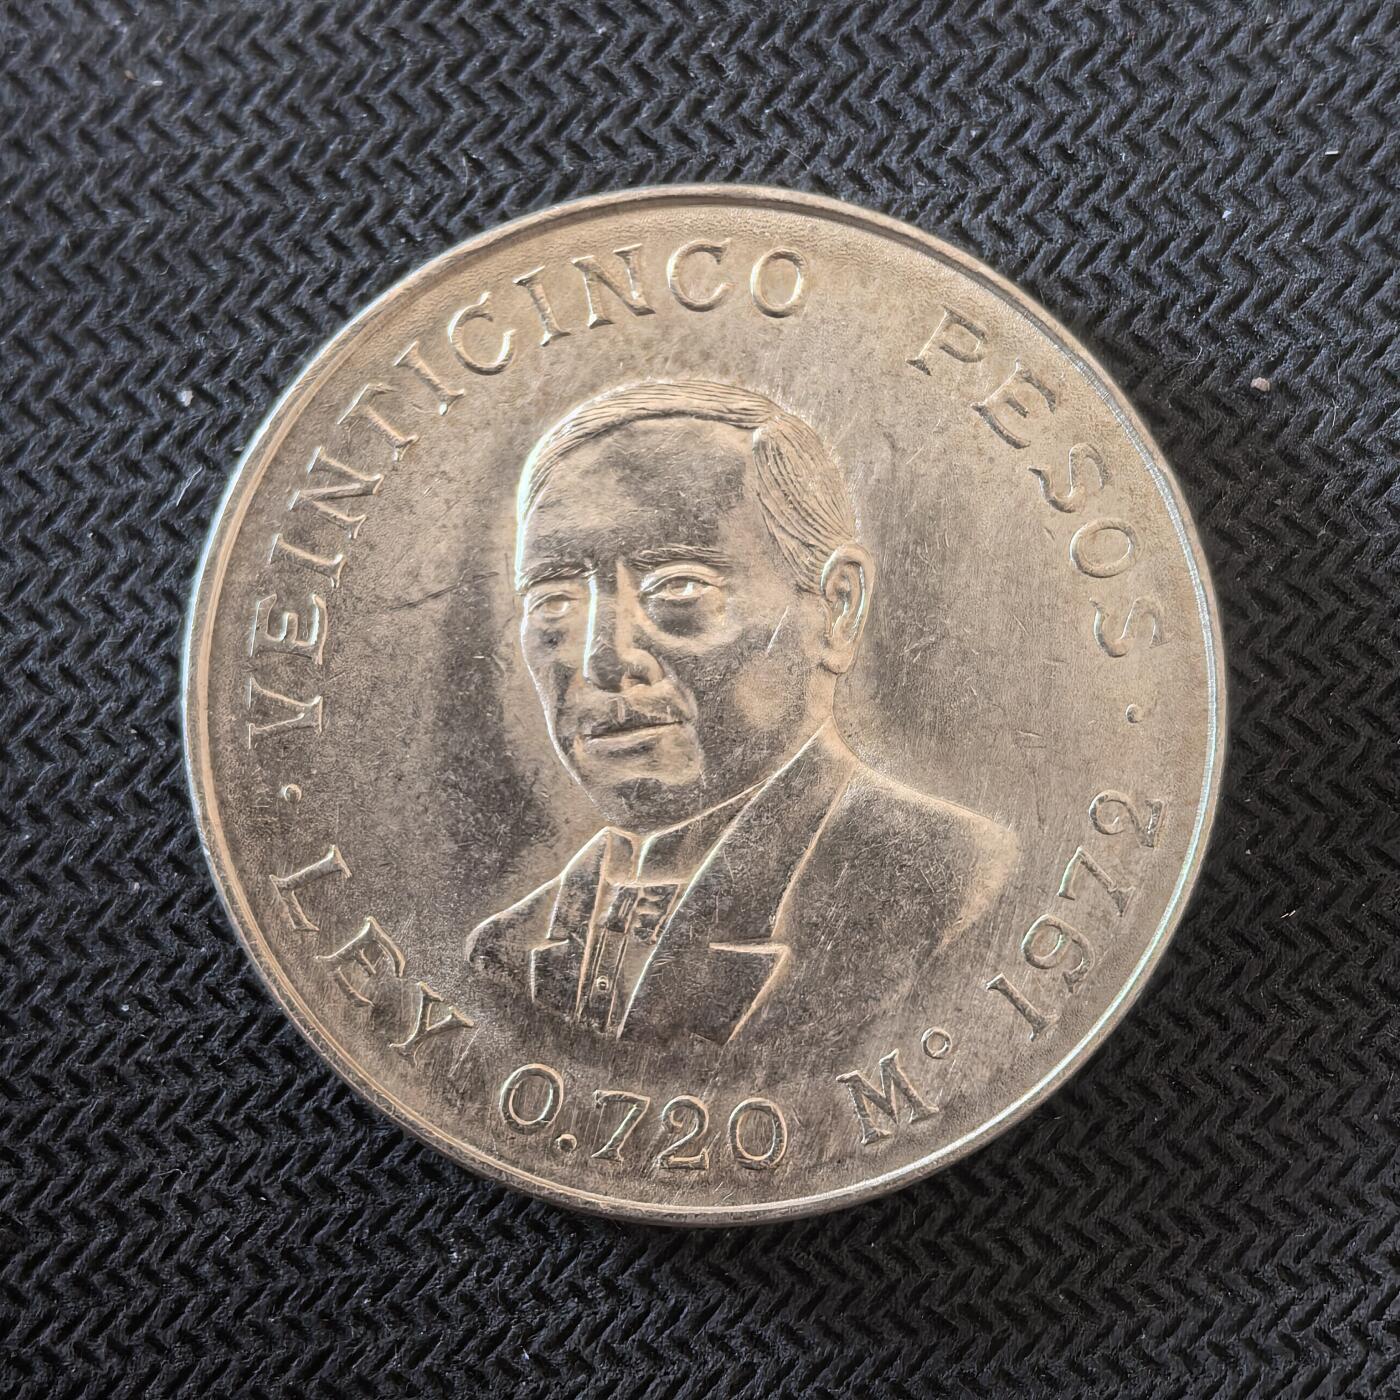 · VEINTICINCO PESOS ·
LEY 0.720 Mº 1972